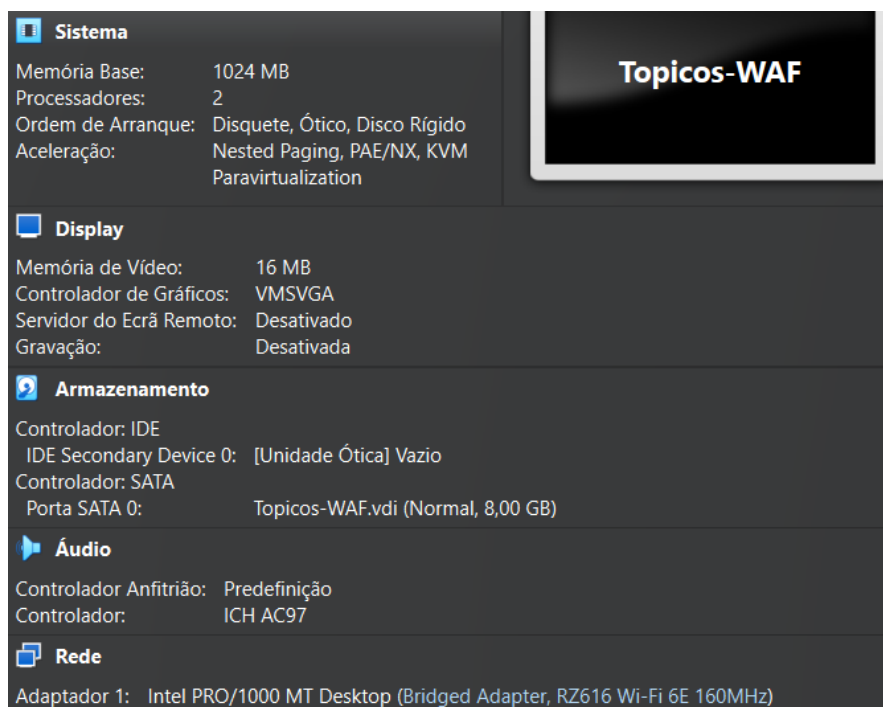 Sistema
Memória Base: 1024 MB
Processadores: 2
Ordem de Arranque: Disquete, Ótico, Disco Rígido
Aceleração: Nested Paging, PAE/NX, KVM
Paravirtualization
Topicos-WAF
Display
Memória de Vídeo: 16 MB
Controlador de Gráficos: VMSVGA
Servidor do Ecrã Remoto: Desativado
Gravação: Desativada
Armazenamento
Controlador: IDE
IDE Secondary Device 0: [Unidade Ótica] Vazio
Controlador: SATA
Porta SATA 0: Topicos-WAF.vdi (Normal, 8,00 GB)
Áudio
Controlador Anfitrião: Predefinição
Controlador: ICH AC97
Rede
Adaptador 1: Intel PRO/1000 MT Desktop (Bridged Adapter, RZ616 Wi-Fi 6E 160MHz)